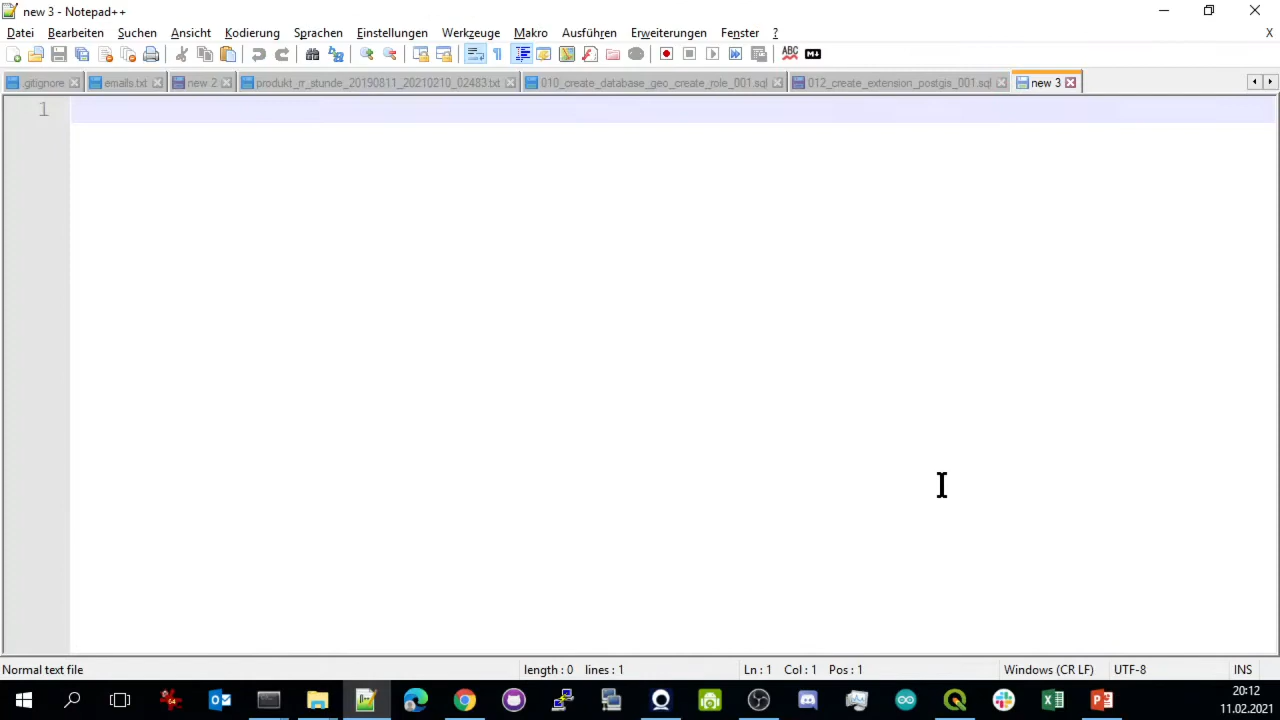 new 3 - Notepad++
Datei Bearbeiten Suchen Ansicht Kodierung Sprachen Einstellungen Werkzeuge Makro Ausführen Erweiterungen Fenster ? X
.gitignore emails.txt new 2 produkt_rr_stunde_20190811_20210210_02483.txt 010_create_database_geo_create_role_001.sql 012_create_extension_postgis_001.sql new 3
1
Normal text file length : 0 lines : 1 Ln : 1 Col : 1 Pos : 1 Windows (CR LF) UTF-8 INS
20:12
11.02.2021